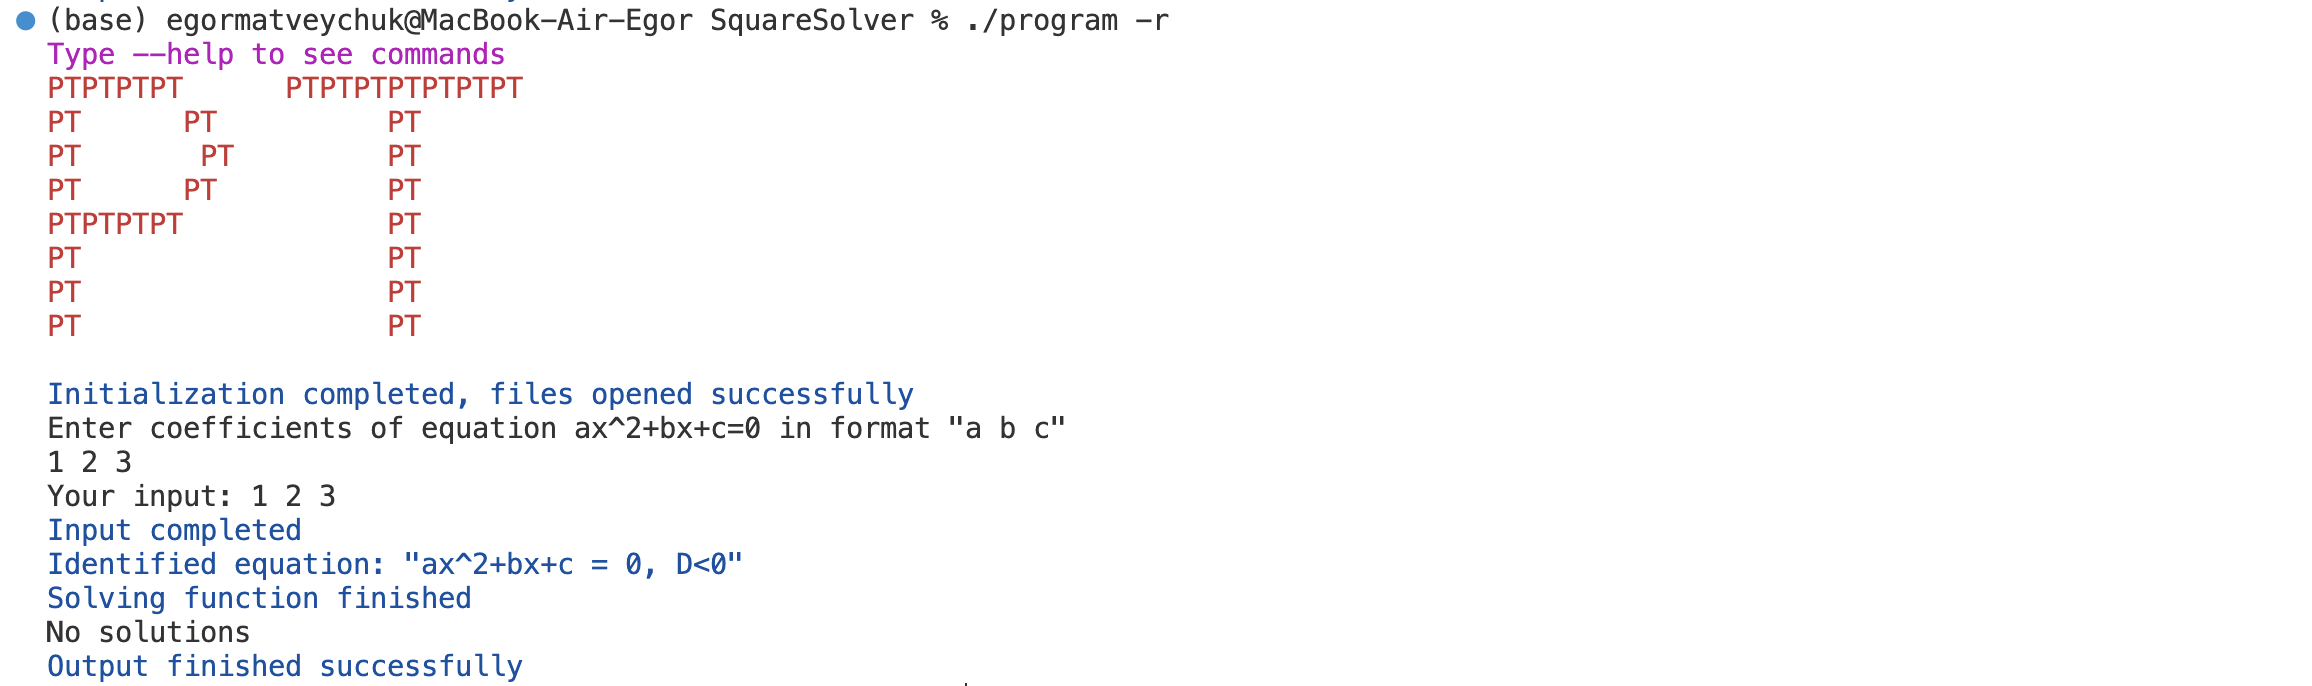 (base) egormatveychuk@MacBook-Air-Egor SquareSolver % ./program -r
Type --help to see commands
PTPTPTPT      PTPTPTPTPTPTPT
PT      PT          PT
PT       PT         PT
PT      PT          PT
PTPTPTPT            PT
PT                  PT
PT                  PT
PT                  PT
Initialization completed, files opened successfully
Enter coefficients of equation ax^2+bx+c=0 in format "a b c"
1 2 3
Your input: 1 2 3
Input completed
Identified equation: "ax^2+bx+c = 0, D<0"
Solving function finished
No solutions
Output finished successfully